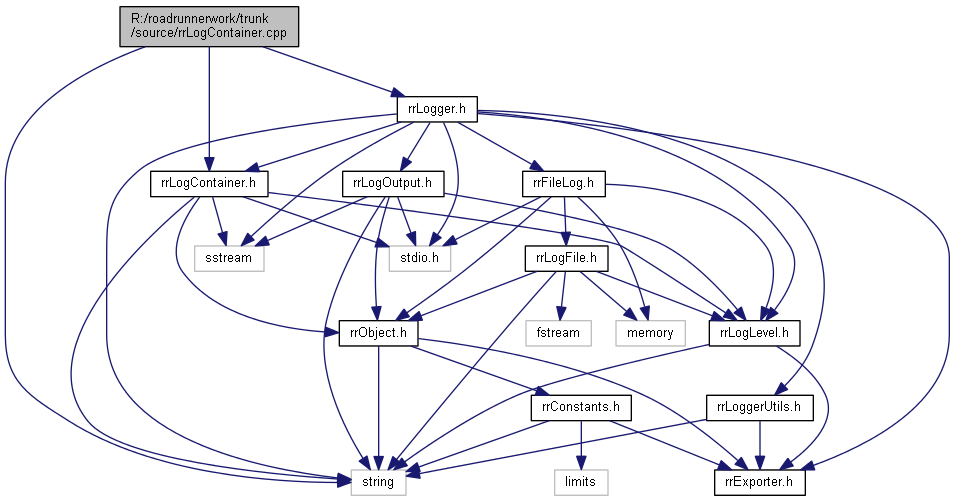 R:/roadrunnerwork/trunk
/source/rrLogContainer.cpp
rrLogger.h
rrLogContainer.h
rrLogOutput.h
rrFileLog.h
sstream
stdio.h
rrLogFile.h
rrObject.h
fstream
memory
rrLogLevel.h
rrConstants.h
rrLoggerUtils.h
string
limits
rrExporter.h